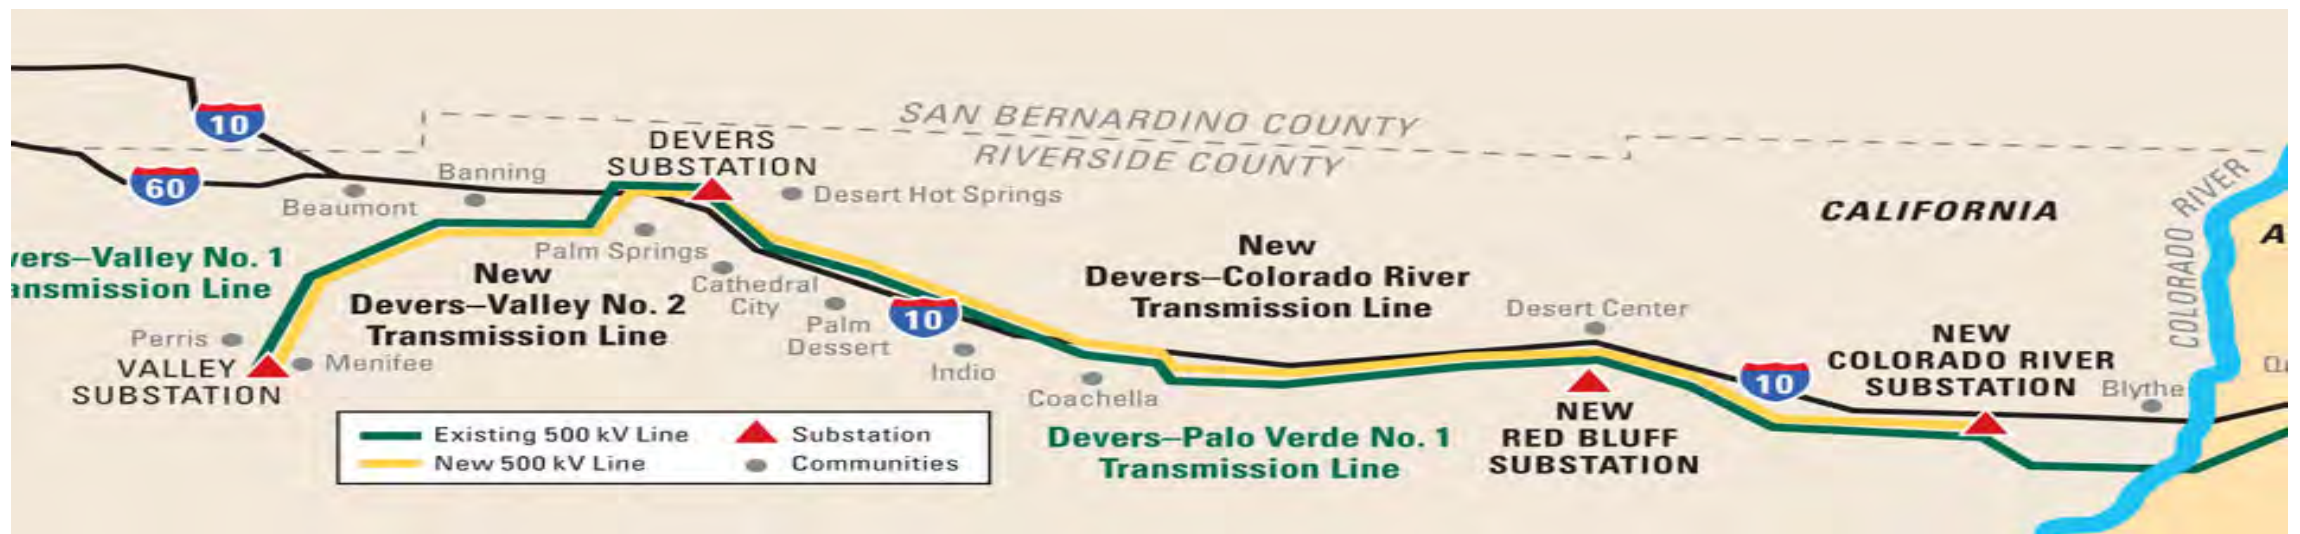 10
SAN BERNARDINO COUNTY
RIVERSIDE COUNTY
DEVERS
SUBSTATION
60
Banning
Beaumont
Desert Hot Springs
CALIFORNIA
COLORADO RIVER
A
vers–Valley No. 1
ansmission Line
Palm Springs
New
Devers–Valley No. 2
Transmission Line
Cathedral
City
Palm
Dessert
10
Indio
Coachella
New
Devers–Colorado River
Transmission Line
Desert Center
10
NEW
COLORADO RIVER
SUBSTATION
Blythe
Perris
VALLEY
SUBSTATION
Menifee
Existing 500 kV Line
New 500 kV Line
Substation
Communities
Devers–Palo Verde No. 1
Transmission Line
NEW
RED BLUFF
SUBSTATION